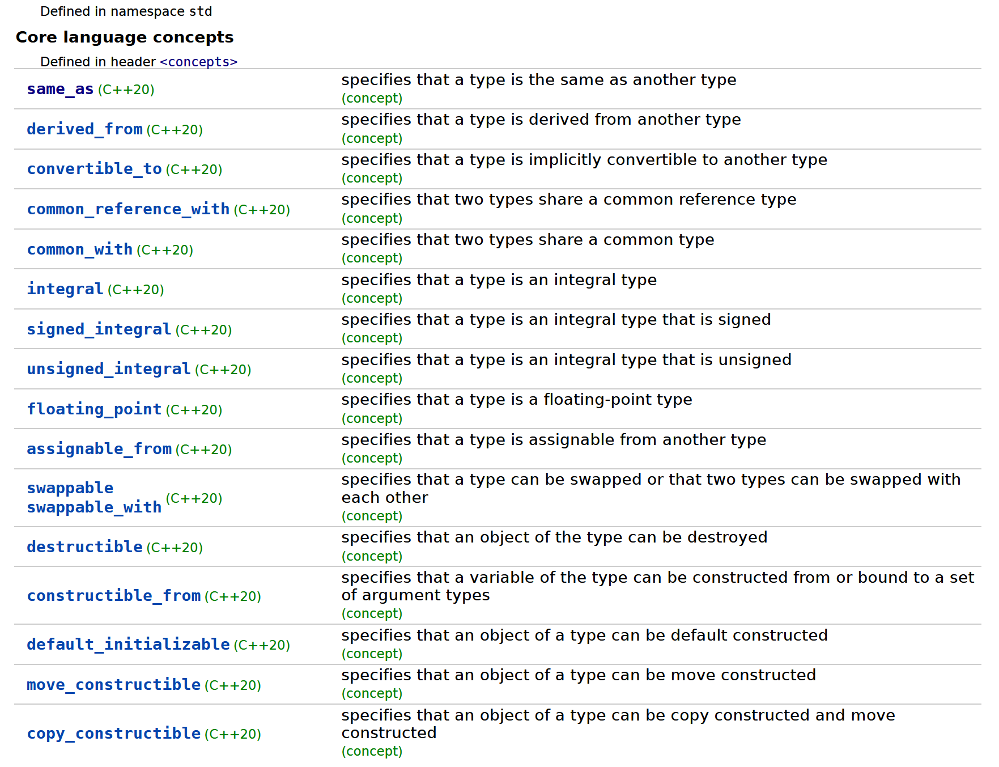 Defined in namespace std
Core language concepts
Defined in header <concepts>
same_as (C++20)
specifies that a type is the same as another type
(concept)
derived_from (C++20)
specifies that a type is derived from another type
(concept)
convertible_to (C++20)
specifies that a type is implicitly convertible to another type
(concept)
common_reference_with (C++20)
specifies that two types share a common reference type
(concept)
common_with (C++20)
specifies that two types share a common type
(concept)
integral (C++20)
specifies that a type is an integral type
(concept)
signed_integral (C++20)
specifies that a type is an integral type that is signed
(concept)
unsigned_integral (C++20)
specifies that a type is an integral type that is unsigned
(concept)
floating_point (C++20)
specifies that a type is a floating-point type
(concept)
assignable_from (C++20)
specifies that a type is assignable from another type
(concept)
swappable
swappable_with (C++20)
specifies that a type can be swapped or that two types can be swapped with
each other
(concept)
destructible (C++20)
specifies that an object of the type can be destroyed
(concept)
constructible_from (C++20)
specifies that a variable of the type can be constructed from or bound to a set
of argument types
(concept)
default_initializable (C++20)
specifies that an object of a type can be default constructed
(concept)
move_constructible (C++20)
specifies that an object of a type can be move constructed
(concept)
copy_constructible (C++20)
specifies that an object of a type can be copy constructed and move
constructed
(concept)